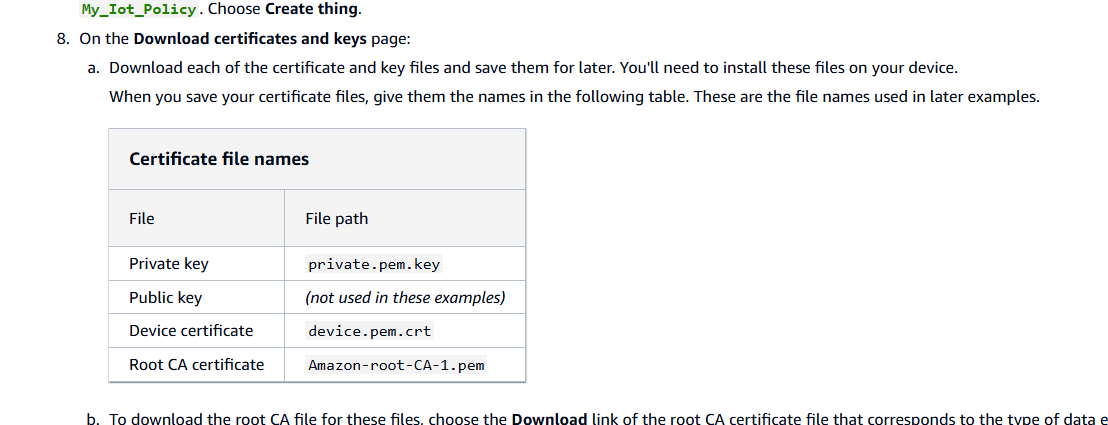 My_Iot_Policy. Choose Create thing.
8. On the Download certificates and keys page:
a. Download each of the certificate and key files and save them for later. You'll need to install these files on your device.
When you save your certificate files, give them the names in the following table. These are the file names used in later examples.
Certificate file names
File File path
Private key private.pem.key
Public key (not used in these examples)
Device certificate device.pem.crt
Root CA certificate Amazon-root-CA-1.pem
b. To download the root CA file for these files, choose the Download link of the root CA certificate file that corresponds to the type of data e